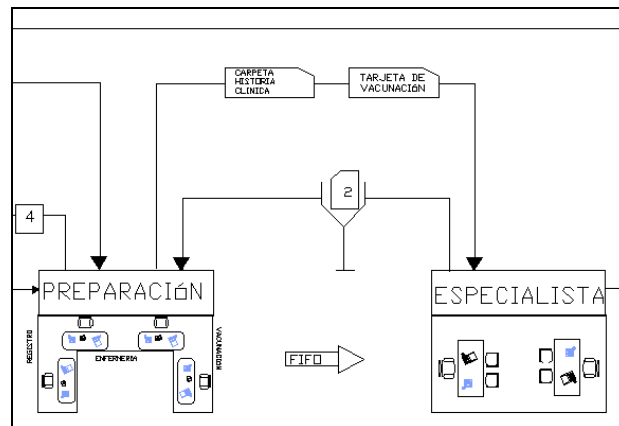 CARPETA
HISTORIA
CLINICA
TARJETA DE
VACUNACIÓN
2
4
PREPARACIóN
ESPECIALISTA
REGISTRO
ENFERMERIA
VACUNACION
FIFO